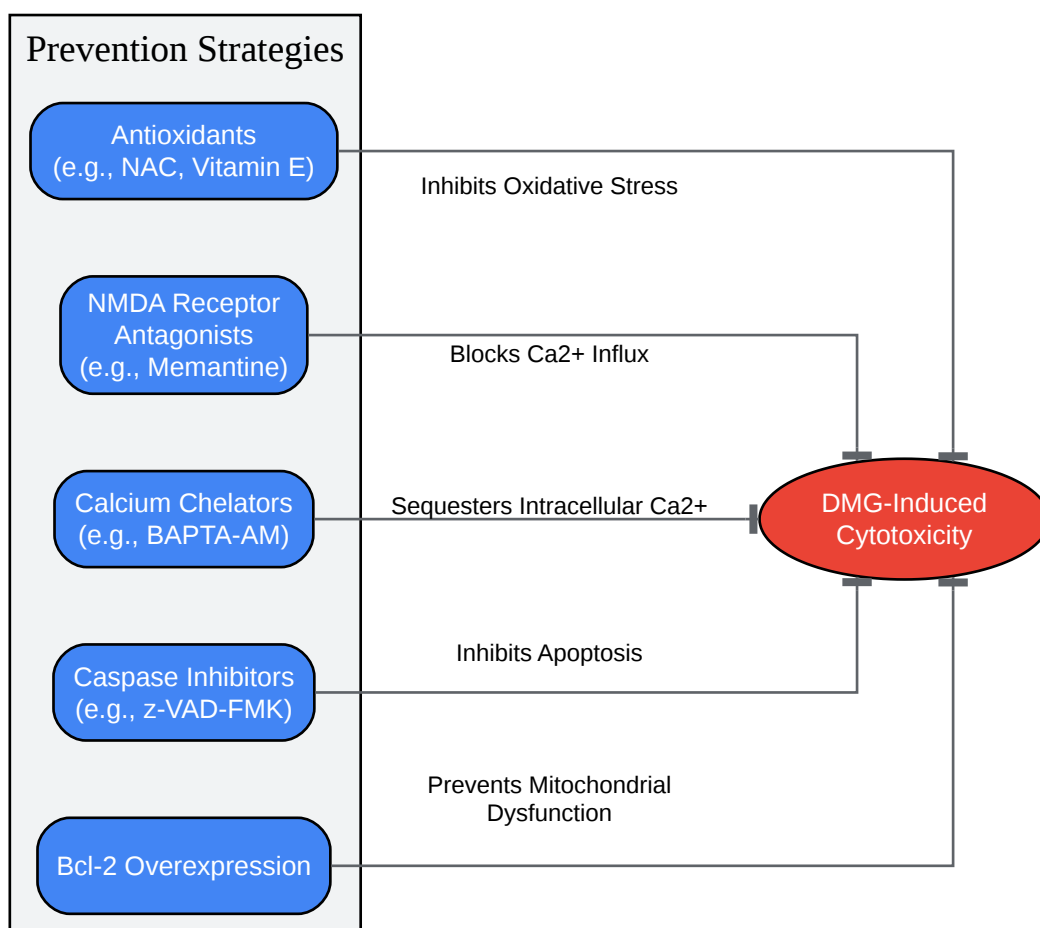 Prevention Strategies
Antioxidants
(e.g., NAC, Vitamin E)
Inhibits Oxidative Stress
NMDA Receptor
Antagonists
(e.g., Memantine)
Blocks Ca2+ Influx
Calcium Chelators
(e.g., BAPTA-AM)
Sequesters Intracellular Ca2+
DMG-Induced
Cytotoxicity
Caspase Inhibitors
(e.g., z-VAD-FMK)
Inhibits Apoptosis
Prevents Mitochondrial
Dysfunction
Bcl-2 Overexpression